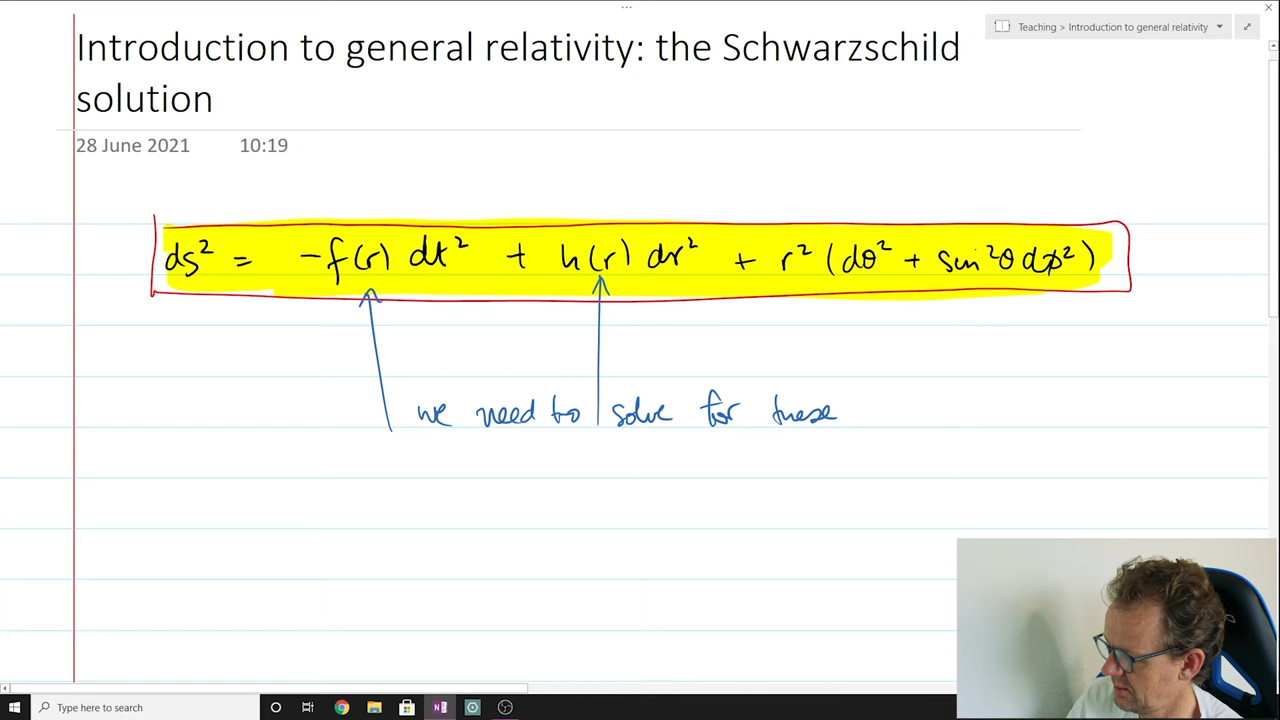 Teaching > Introduction to general relativity
Introduction to general relativity: the Schwarzschild
solution
28 June 2021 10:19
ds² = -f(r) dt² + h(r) dr² + r² (dθ² + sin²θ dφ²)
we need to solve for these
Type here to search